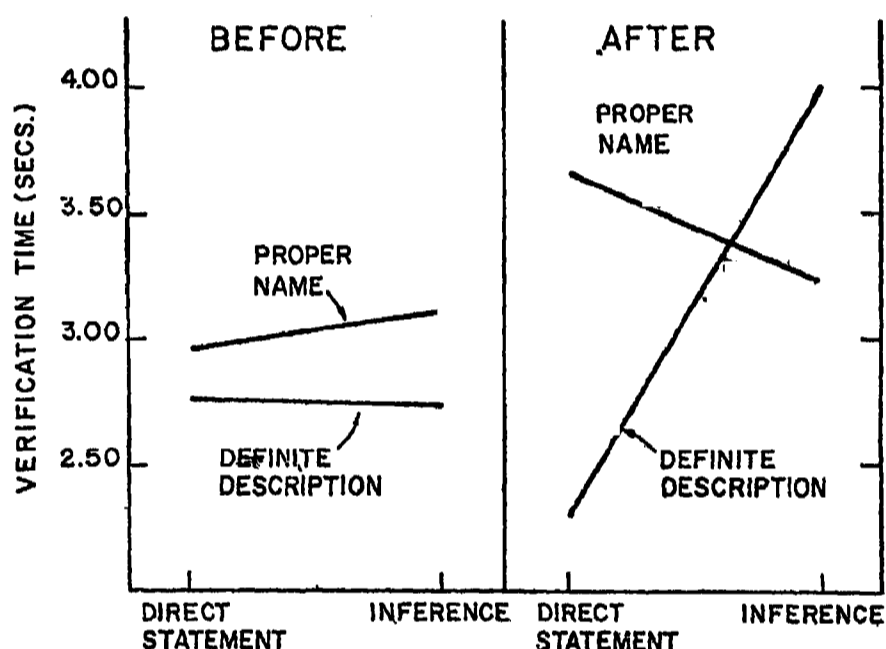 BEFORE
AFTER
VERIFICATION TIME (SECS.)
4.00
3.50
3.00
2.50
PROPER
NAME
DEFINITE
DESCRIPTION
PROPER
NAME
DEFINITE
DESCRIPTION
DIRECT
STATEMENT
INFERENCE
DIRECT
STATEMENT
INFERENCE